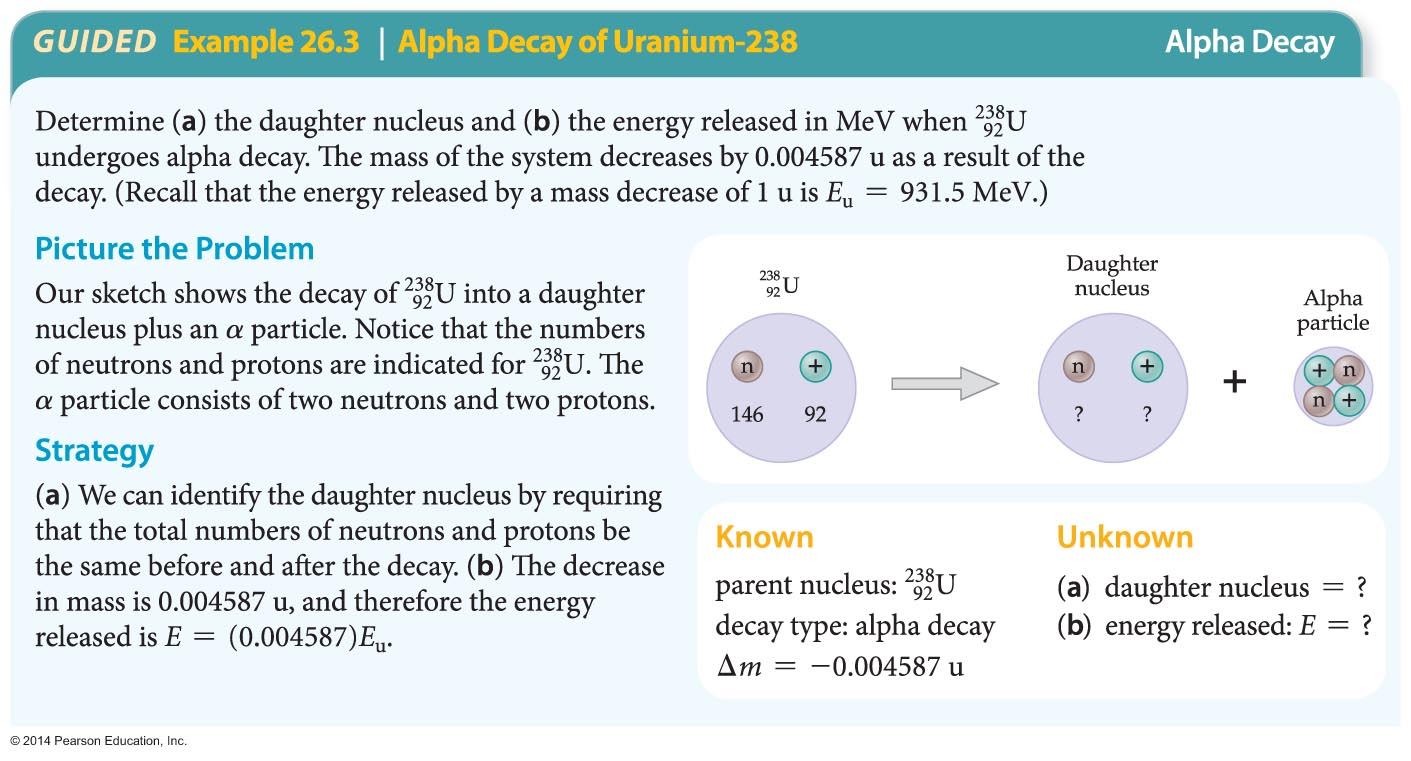 GUIDED Example 26.3 | Alpha Decay of Uranium-238 Alpha Decay
Determine (a) the daughter nucleus and (b) the energy released in MeV when ²³⁸₉₂U
undergoes alpha decay. The mass of the system decreases by 0.004587 u as a result of the
decay. (Recall that the energy released by a mass decrease of 1 u is Eᵤ = 931.5 MeV.)
Picture the Problem
Our sketch shows the decay of ²³⁸₉₂U into a daughter
nucleus plus an α particle. Notice that the numbers
of neutrons and protons are indicated for ²³⁸₉₂U. The
α particle consists of two neutrons and two protons.
Strategy
(a) We can identify the daughter nucleus by requiring
that the total numbers of neutrons and protons be
the same before and after the decay. (b) The decrease
in mass is 0.004587 u, and therefore the energy
released is E = (0.004587)Eᵤ.
²³⁸₉₂U
n +
146 92
Daughter
nucleus
n +
? ?
+
Alpha
particle
+ n
n +
Known
parent nucleus: ²³⁸₉₂U
decay type: alpha decay
Δm = −0.004587 u
Unknown
(a) daughter nucleus = ?
(b) energy released: E = ?
© 2014 Pearson Education, Inc.